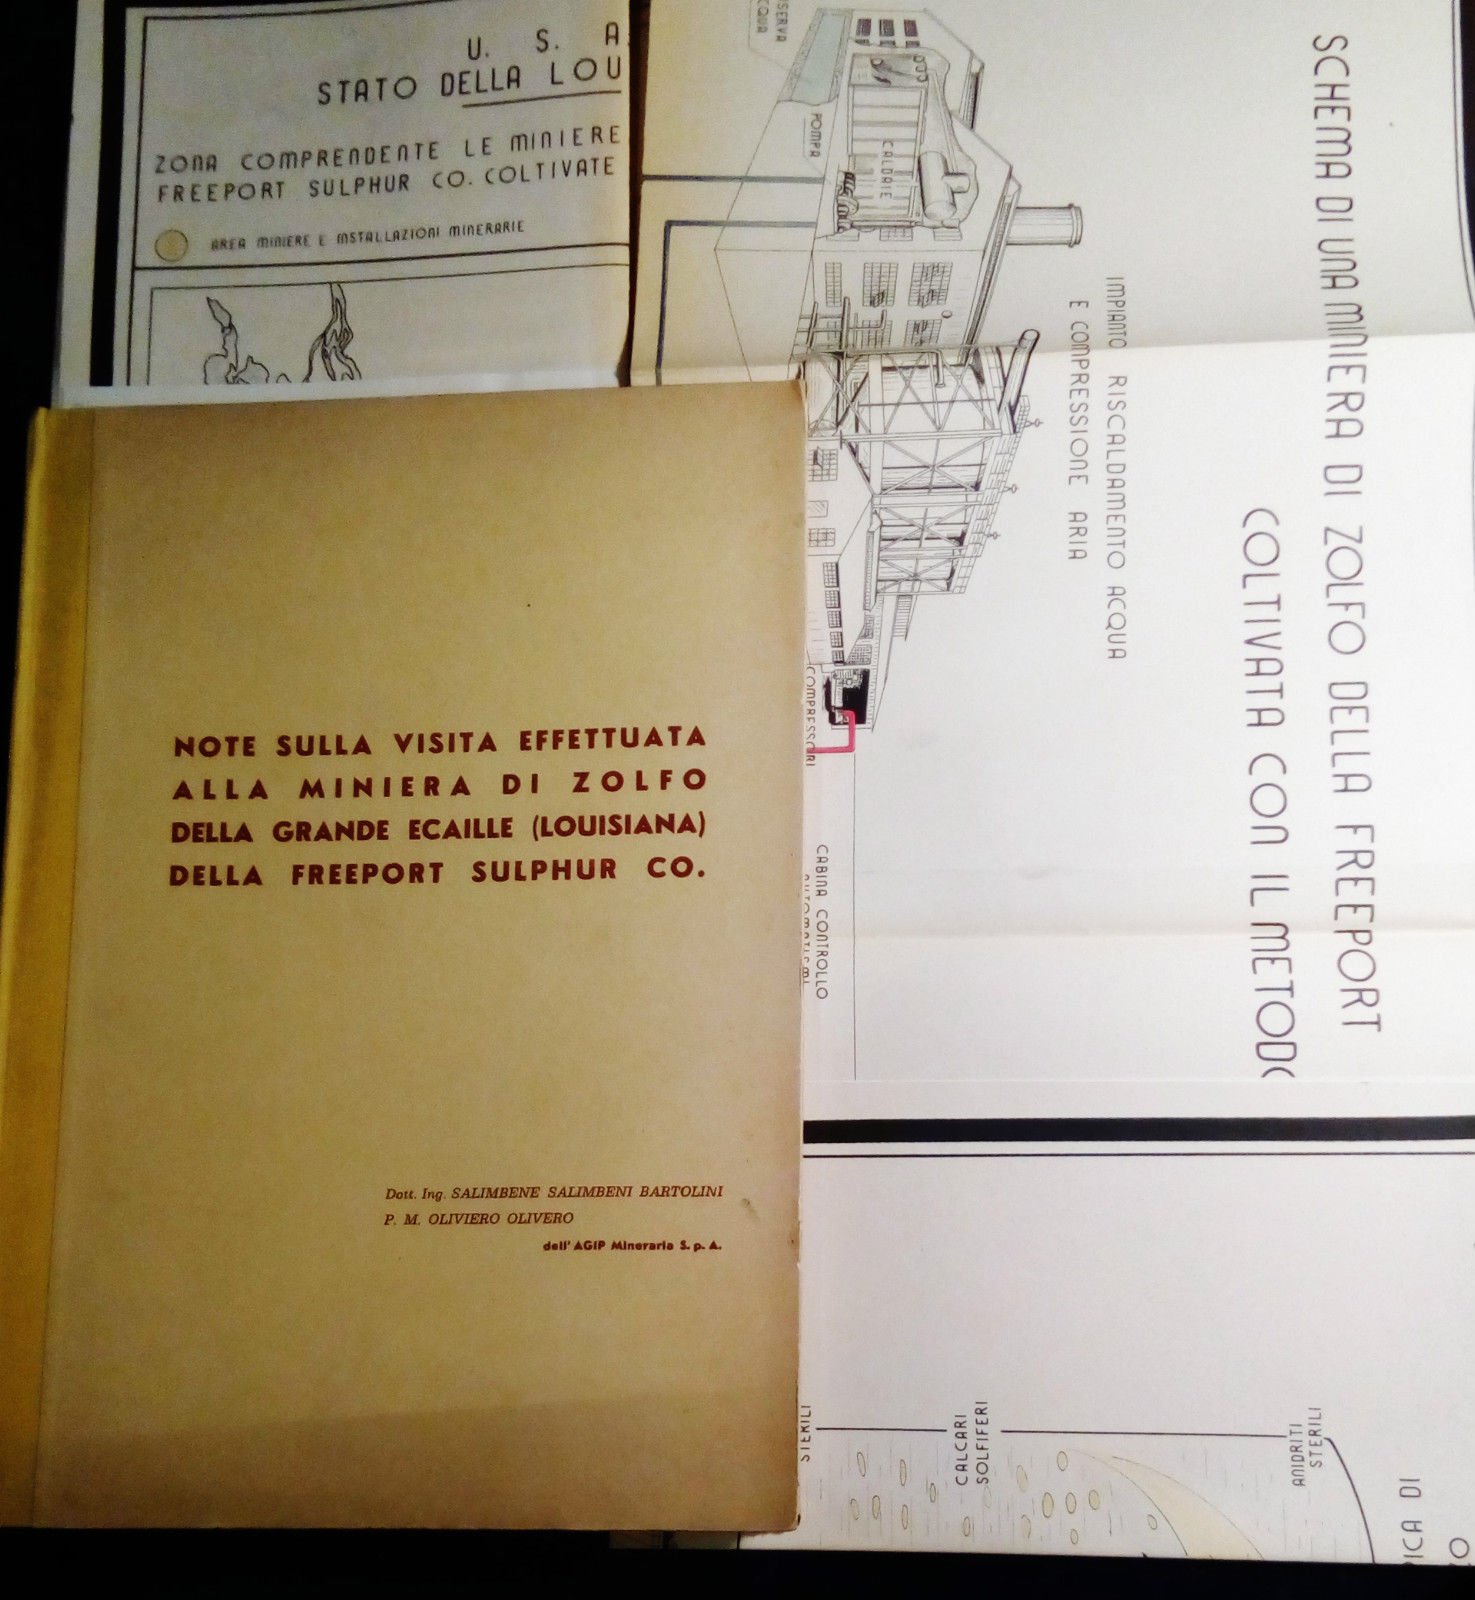 U. S. A
STATO DELLA LOU
ZONA COMPRENDENTE LE MINIERE
FREEPORT SULPHUR CO. COLTIVATE
AREA MINIERE E INSTALLAZIONI MINERARIE
SCHEMA DI UNA MINIERA DI ZOLFO DELLA FREEPORT
COLTIVATA CON IL METODO
IMPIANTO RISCALDAMENTO ACQUA
E COMPRESSIONE ARIA
POMPA
CALDAIE
COMPRESSORI
CABINA CONTROLLO
NOTE SULLA VISITA EFFETTUATA
ALLA MINIERA DI ZOLFO
DELLA GRANDE ECAILLE (LOUISIANA)
DELLA FREEPORT SULPHUR CO.
Dott. Ing. SALIMBENE SALIMBENI BARTOLINI
P. M. OLIVIERO OLIVERO
dell' AGIP Mineraria S. p. A.
STERILI
CALCARI
SOLFIFERI
ANIDRITI
STERILI
ICA DI